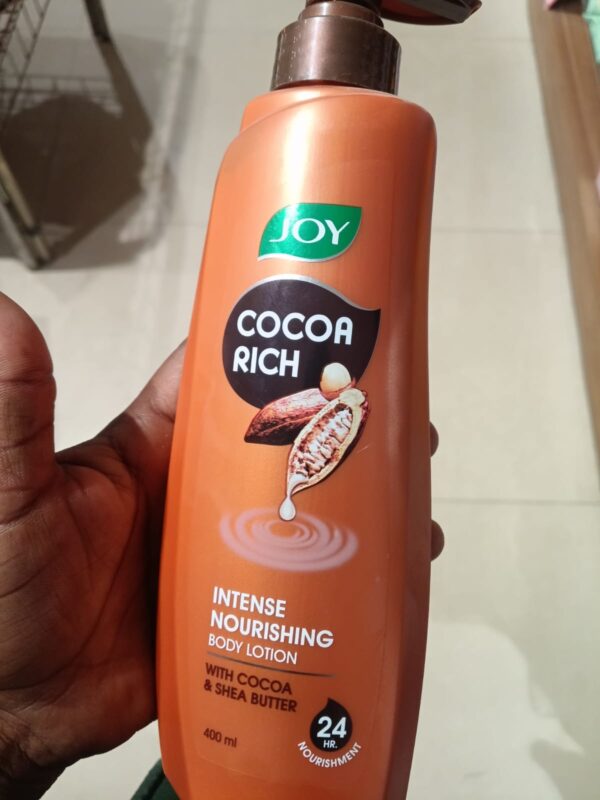 JOY
COCOA
RICH
INTENSE
NOURISHING
BODY LOTION
WITH COCOA
& SHEA BUTTER
400 ml
24
HR.
NOURISHMENT